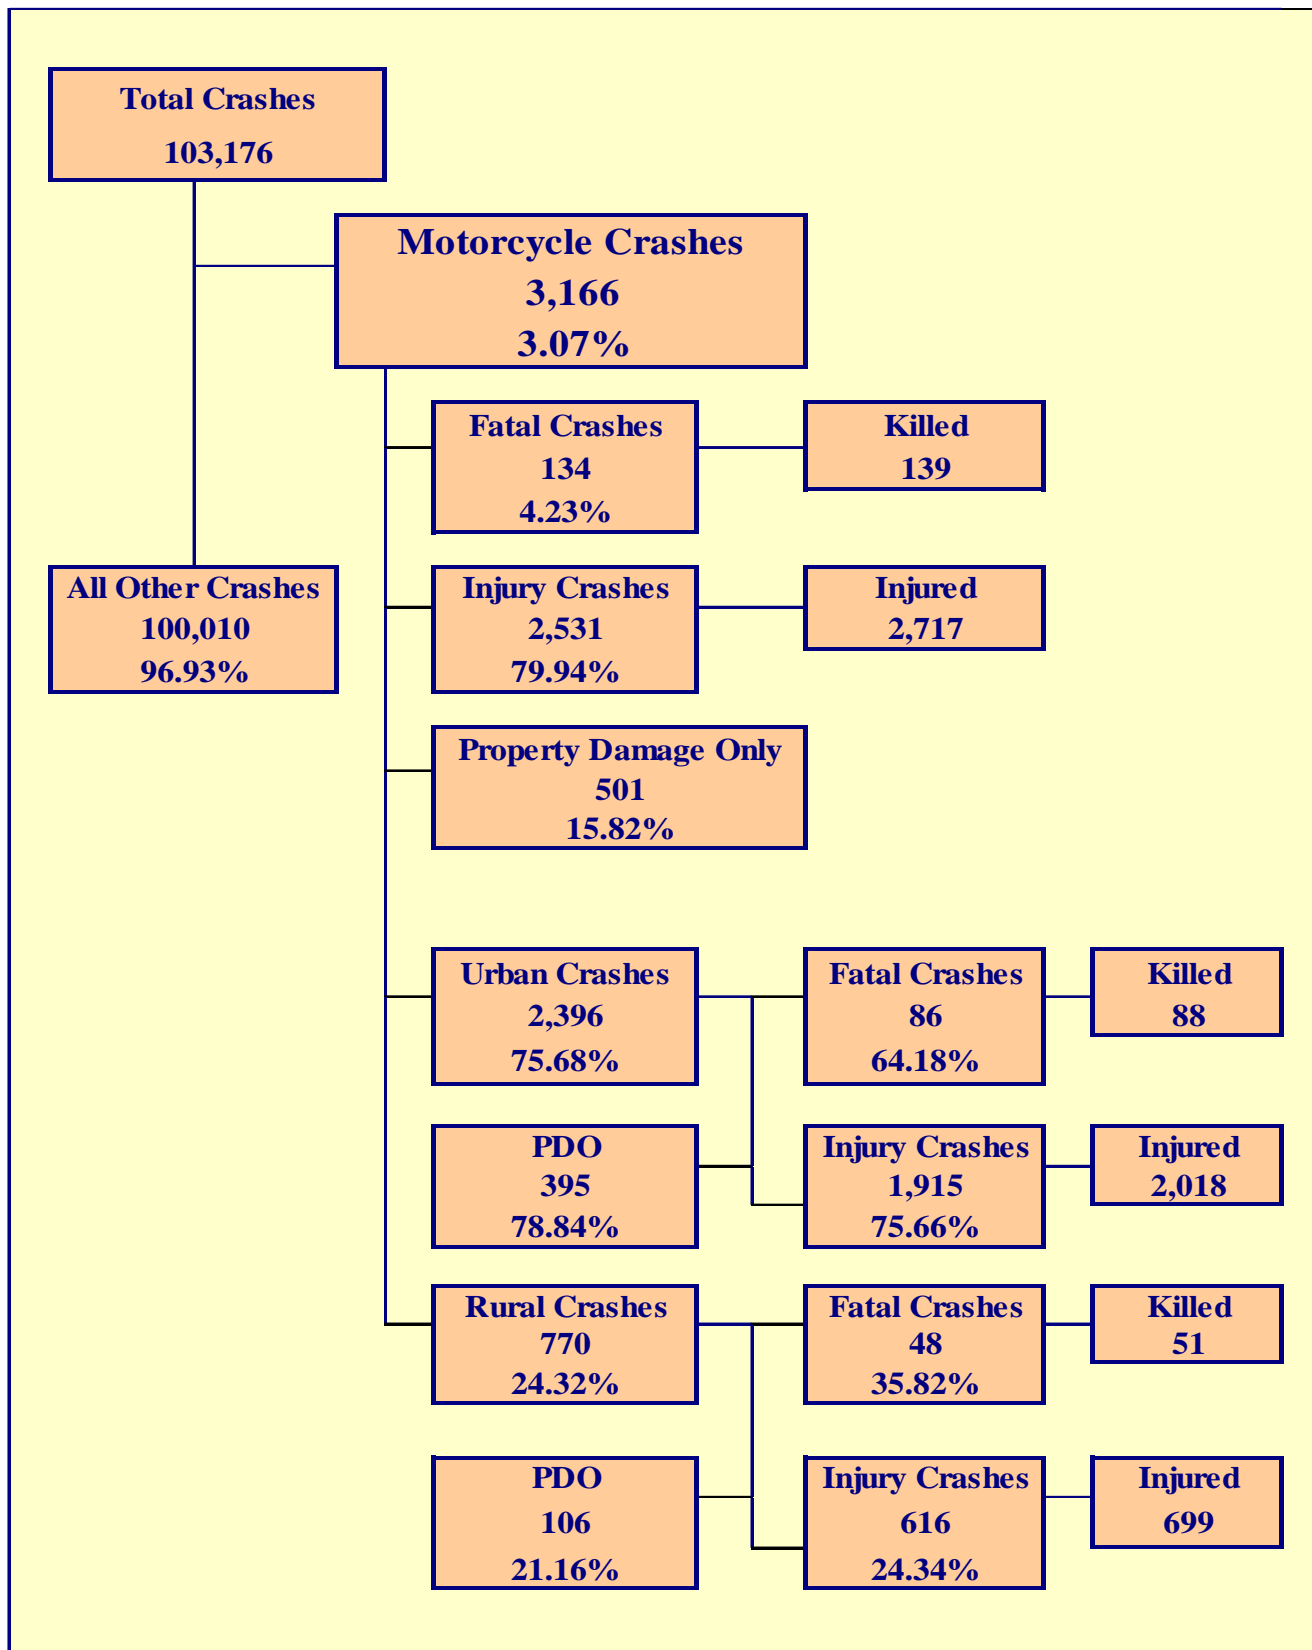 Total Crashes
103,176
Motorcycle Crashes
3,166
3.07%
Fatal Crashes
134
4.23%
Killed
139
All Other Crashes
100,010
96.93%
Injury Crashes
2,531
79.94%
Injured
2,717
Property Damage Only
501
15.82%
Urban Crashes
2,396
75.68%
Fatal Crashes
86
64.18%
Killed
88
PDO
395
78.84%
Injury Crashes
1,915
75.66%
Injured
2,018
Rural Crashes
770
24.32%
Fatal Crashes
48
35.82%
Killed
51
PDO
106
21.16%
Injury Crashes
616
24.34%
Injured
699